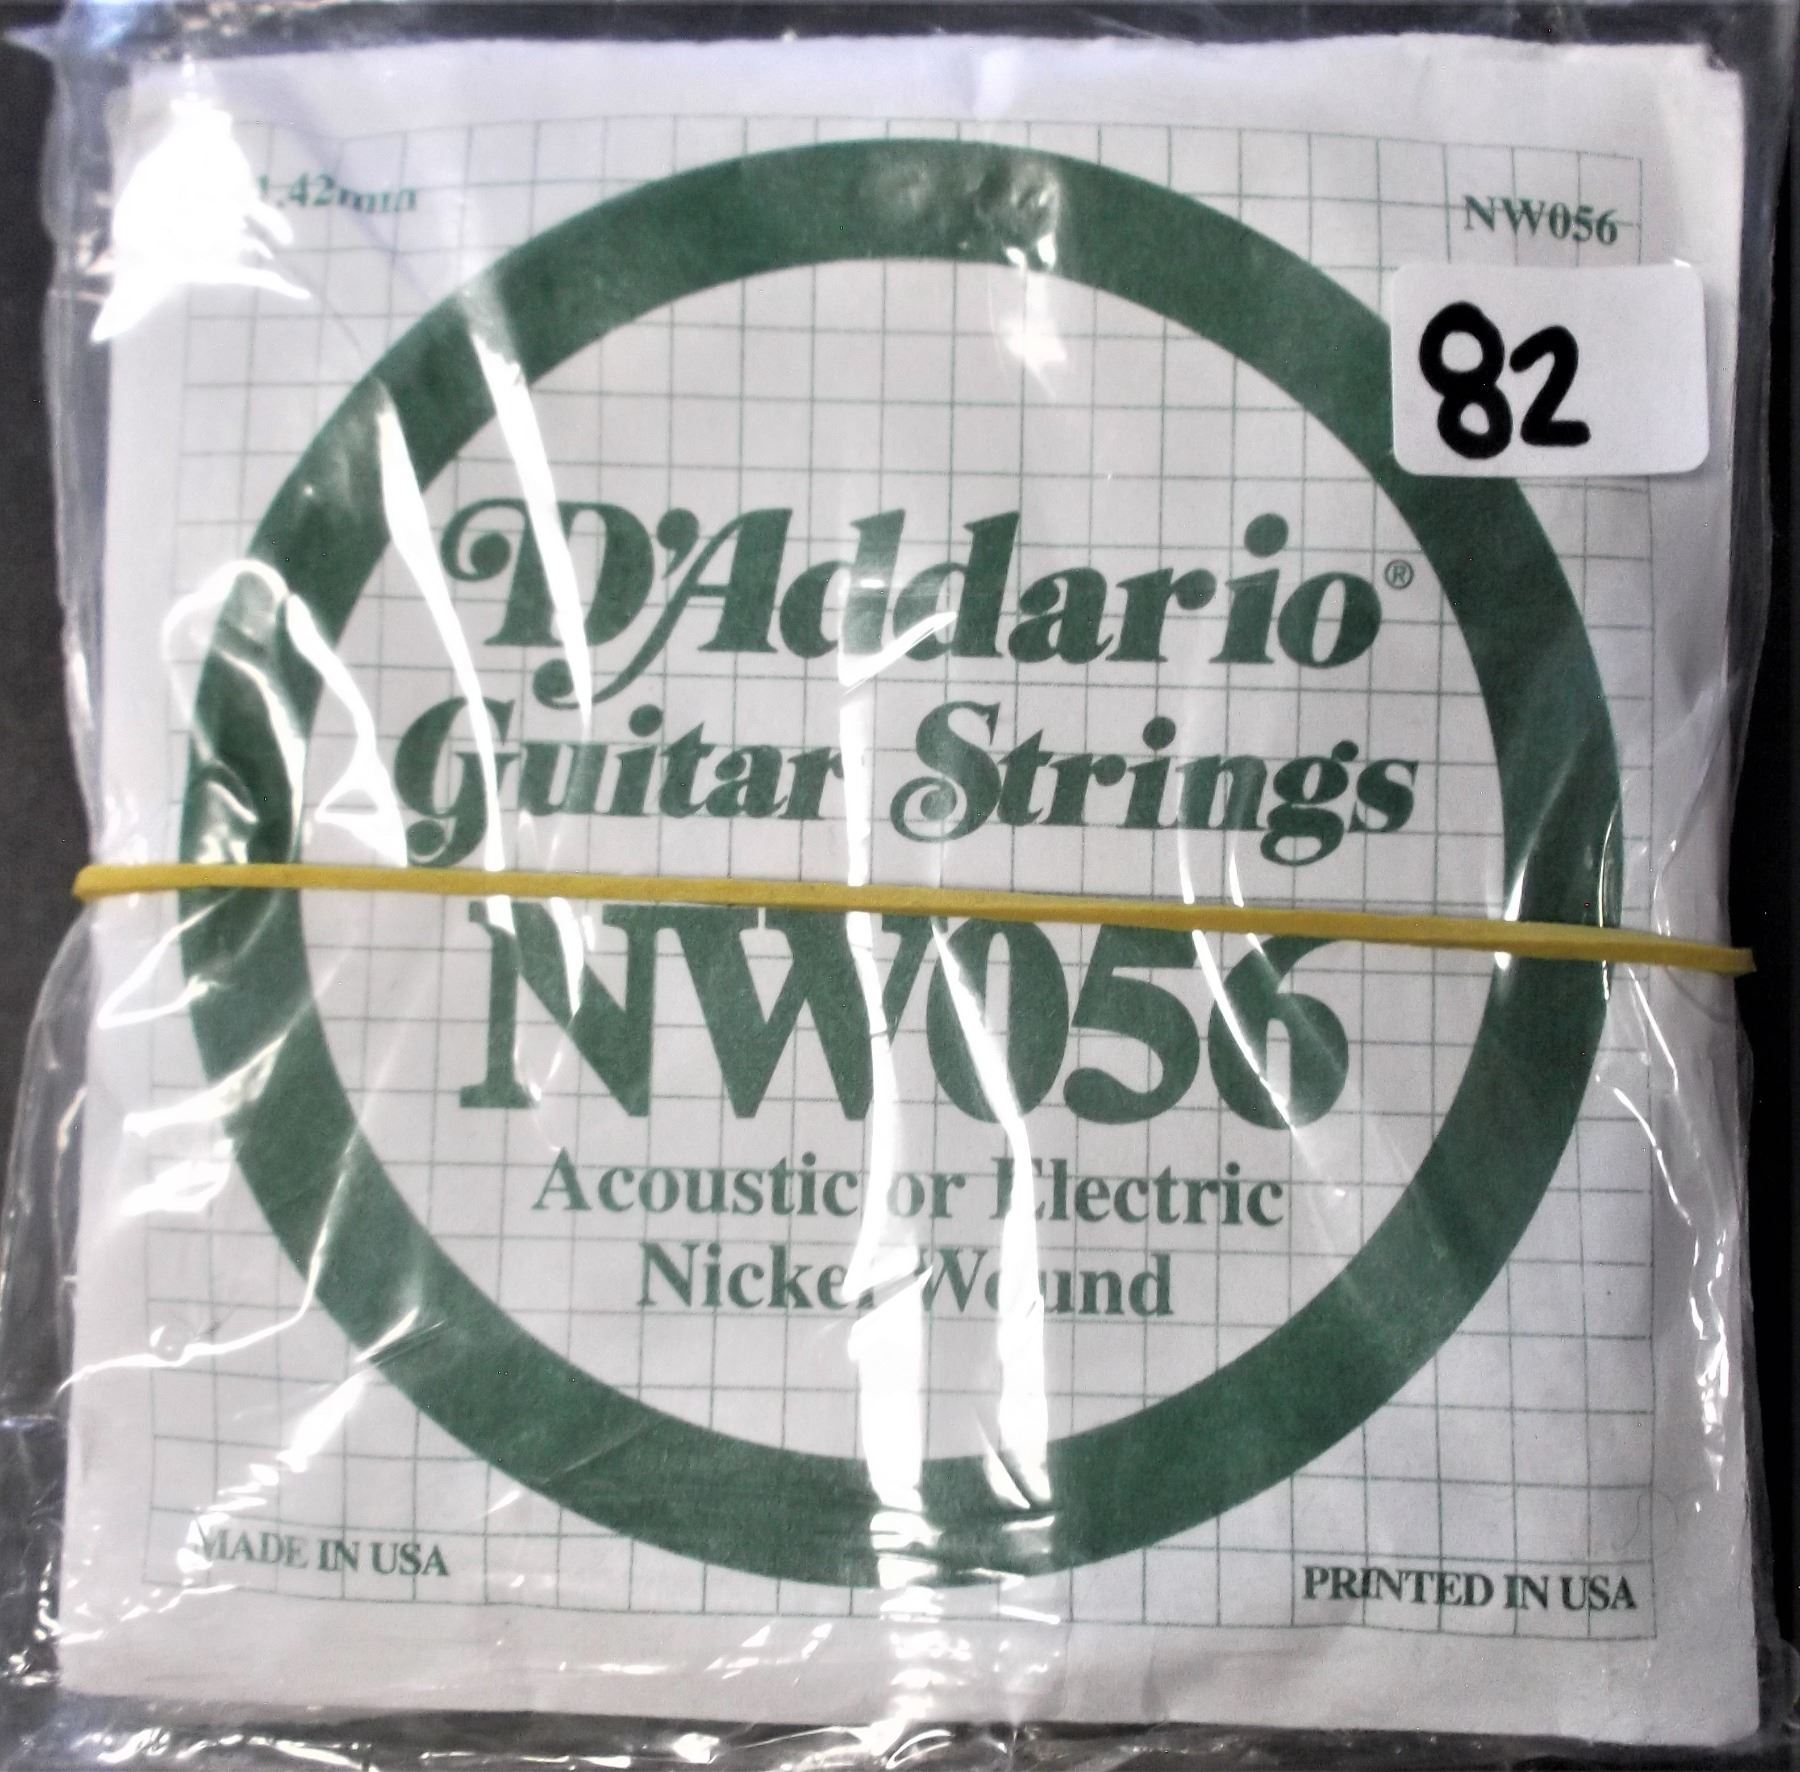 1.42mm
NW056
82
D'Addario®
Guitar Strings
NW056
Acoustic or Electric
Nickel Wound
MADE IN USA
PRINTED IN USA